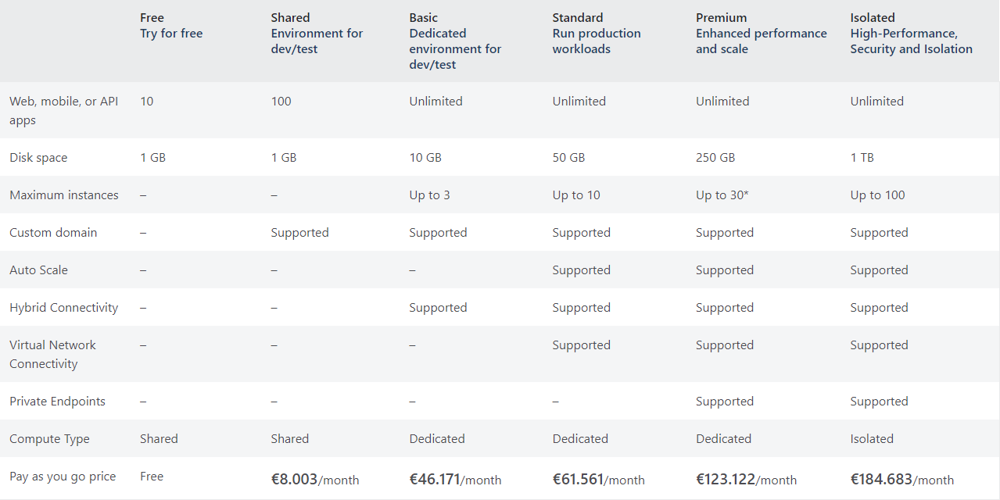 Free Shared Basic Standard Premium Isolated
Try for free Environment for Dedicated Run production Enhanced performance High-Performance,
dev/test environment for workloads and scale Security and Isolation
dev/test
Web, mobile, or API 10 100 Unlimited Unlimited Unlimited Unlimited
apps
Disk space 1 GB 1 GB 10 GB 50 GB 250 GB 1 TB
Maximum instances – – Up to 3 Up to 10 Up to 30* Up to 100
Custom domain – Supported Supported Supported Supported Supported
Auto Scale – – – Supported Supported Supported
Hybrid Connectivity – – Supported Supported Supported Supported
Virtual Network – – – Supported Supported Supported
Connectivity
Private Endpoints – – – – Supported Supported
Compute Type Shared Shared Dedicated Dedicated Dedicated Isolated
Pay as you go price Free €8.003/month €46.171/month €61.561/month €123.122/month €184.683/month